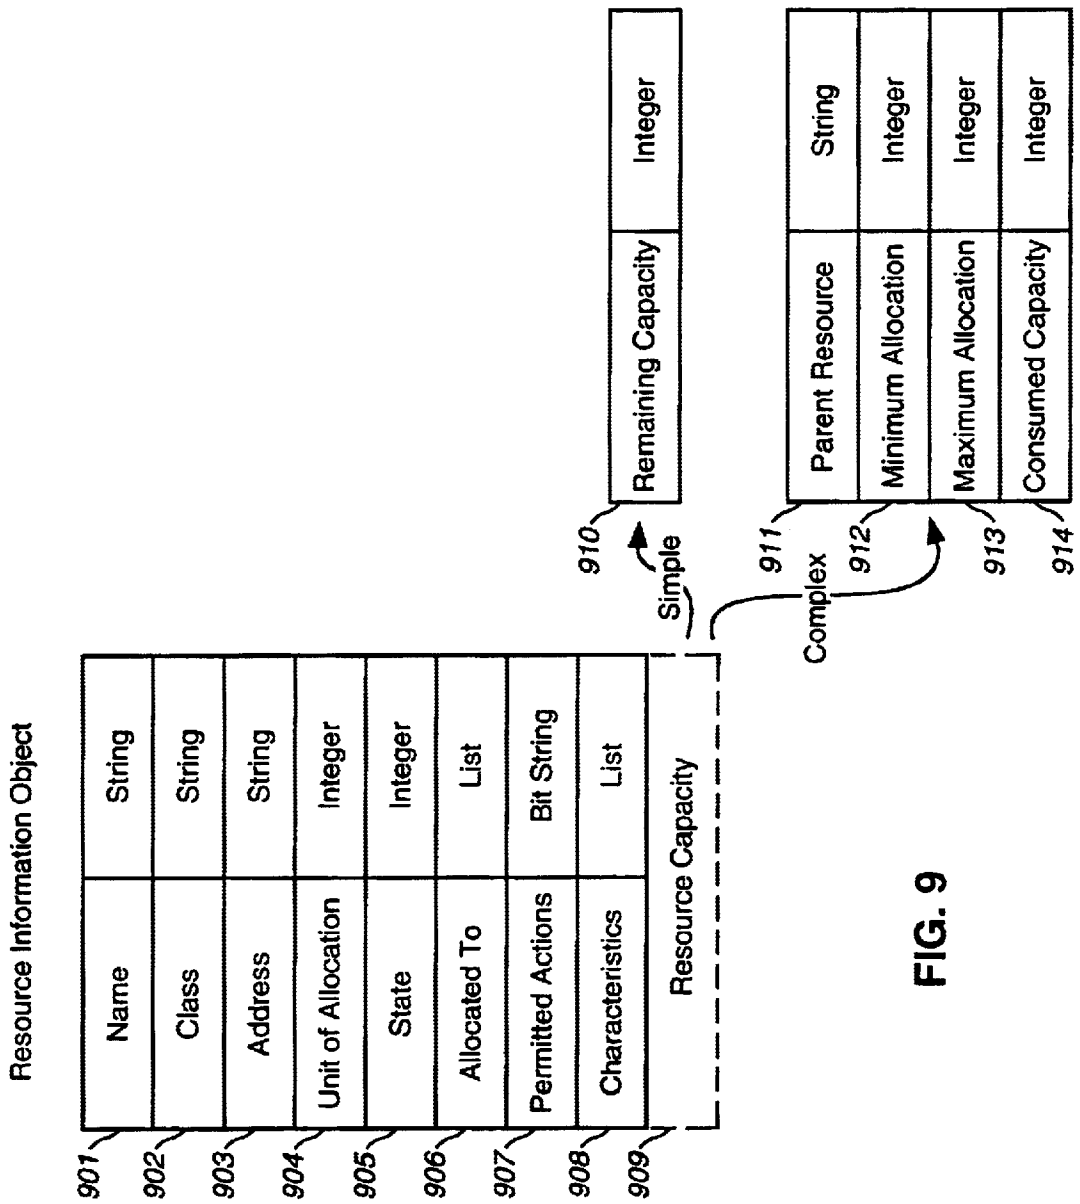 Resource Information Object
901 Name String
902 Class String
903 Address String
904 Unit of Allocation Integer
905 State Integer
906 Allocated To List
907 Permitted Actions Bit String
908 Characteristics List
909 Resource Capacity
Simple
910 Remaining Capacity Integer
Complex
911 Parent Resource String
912 Minimum Allocation Integer
913 Maximum Allocation Integer
914 Consumed Capacity Integer
FIG. 9